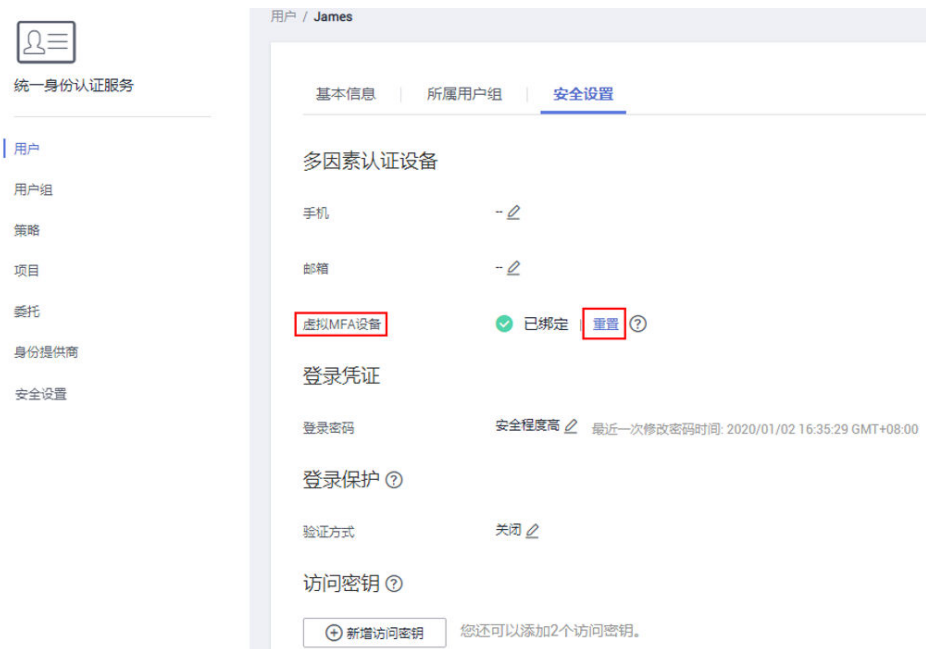 统一身份认证服务
用户
用户组
策略
项目
委托
身份提供商
安全设置
用户 / James
基本信息 | 所属用户组 | 安全设置
多因素认证设备
手机 --
邮箱 --
虚拟MFA设备 已绑定 | 重置 ?
登录凭证
登录密码 安全程度高 最近一次修改密码时间: 2020/01/02 16:35:29 GMT+08:00
登录保护 ?
验证方式 关闭
访问密钥 ?
新增访问密钥 您还可以添加2个访问密钥。